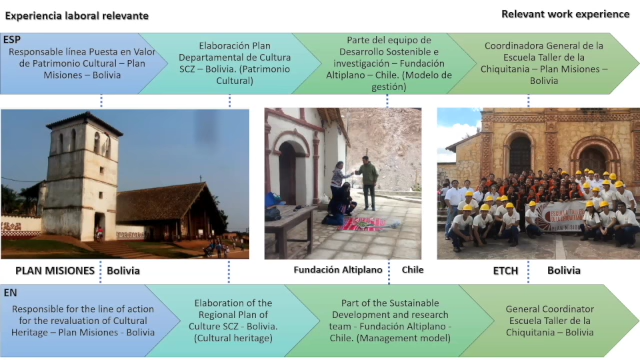 Experiencia laboral relevante
Relevant work experience
ESP
Responsable línea Puesta en Valor
de Patrimonio Cultural – Plan
Misiones – Bolivia
Elaboración Plan
Departamental de Cultura
SCZ – Bolivia. (Patrimonio
Cultural)
Parte del equipo de
Desarrollo Sostenible e
investigación – Fundación
Altiplano – Chile. (Modelo de
gestión)
Coordinadora General de la
Escuela Taller de la
Chiquitania – Plan Misiones –
Bolivia
PLAN MISIONES Bolivia
Fundación Altiplano Chile
ETCH Bolivia
EN
Responsible for the line of action
for the revaluation of Cultural
Heritage – Plan Misiones - Bolivia
Elaboration of the
Regional Plan of
Culture SCZ - Bolivia.
(Cultural heritage)
Part of the Sustainable
Development and research
team - Fundación Altiplano -
Chile. (Management model)
General Coordinator
Escuela Taller de la
Chiquitania – Bolivia